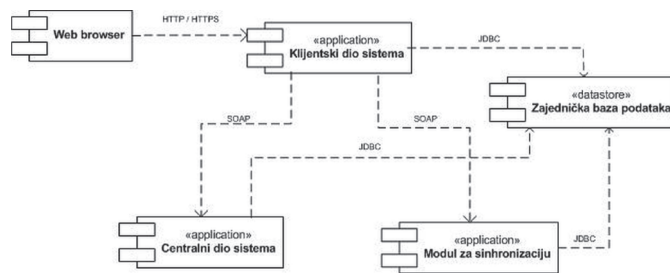 HTTP / HTTPS
Web browser
«application»
Klijentski dio sistema
JDBC
«datastore»
Zajednička baza podataka
SOAP
SOAP
JDBC
«application»
Centralni dio sistema
«application»
Modul za sinhronizaciju
JDBC